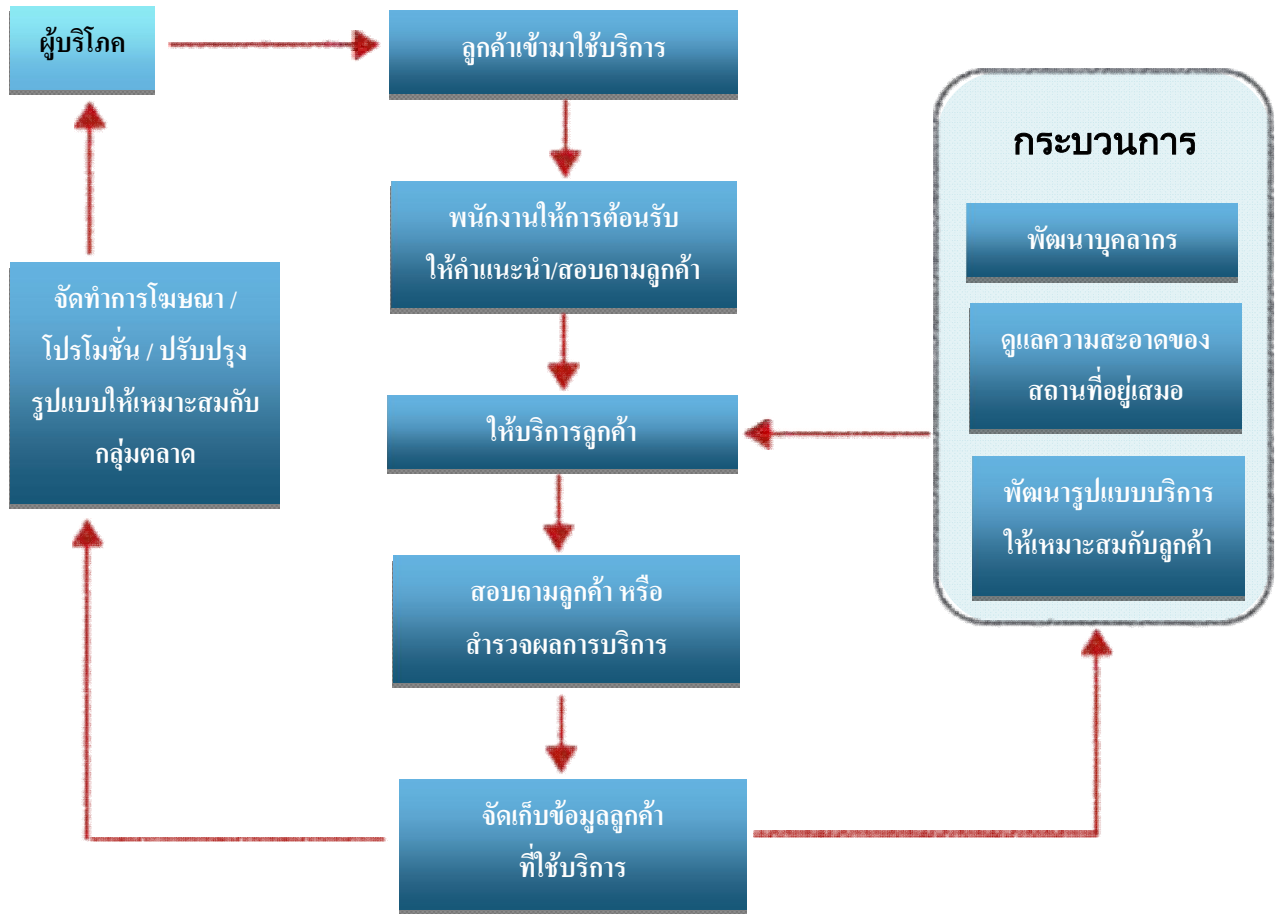 ผู้บริโภค
ลูกค้าเข้ามาใช้บริการ
พนักงานให้การต้อนรับ
ให้คำแนะนำ/สอบถามลูกค้า
ให้บริการลูกค้า
สอบถามลูกค้า หรือ
สำรวจผลการบริการ
จัดเก็บข้อมูลลูกค้า
ที่ใช้บริการ
จัดทำการโฆษณา /
โปรโมชั่น / ปรับปรุง
รูปแบบให้เหมาะสมกับ
กลุ่มตลาด
กระบวนการ
พัฒนาบุคลากร
ดูแลความสะอาดของ
สถานที่อยู่เสมอ
พัฒนารูปแบบบริการ
ให้เหมาะสมกับลูกค้า